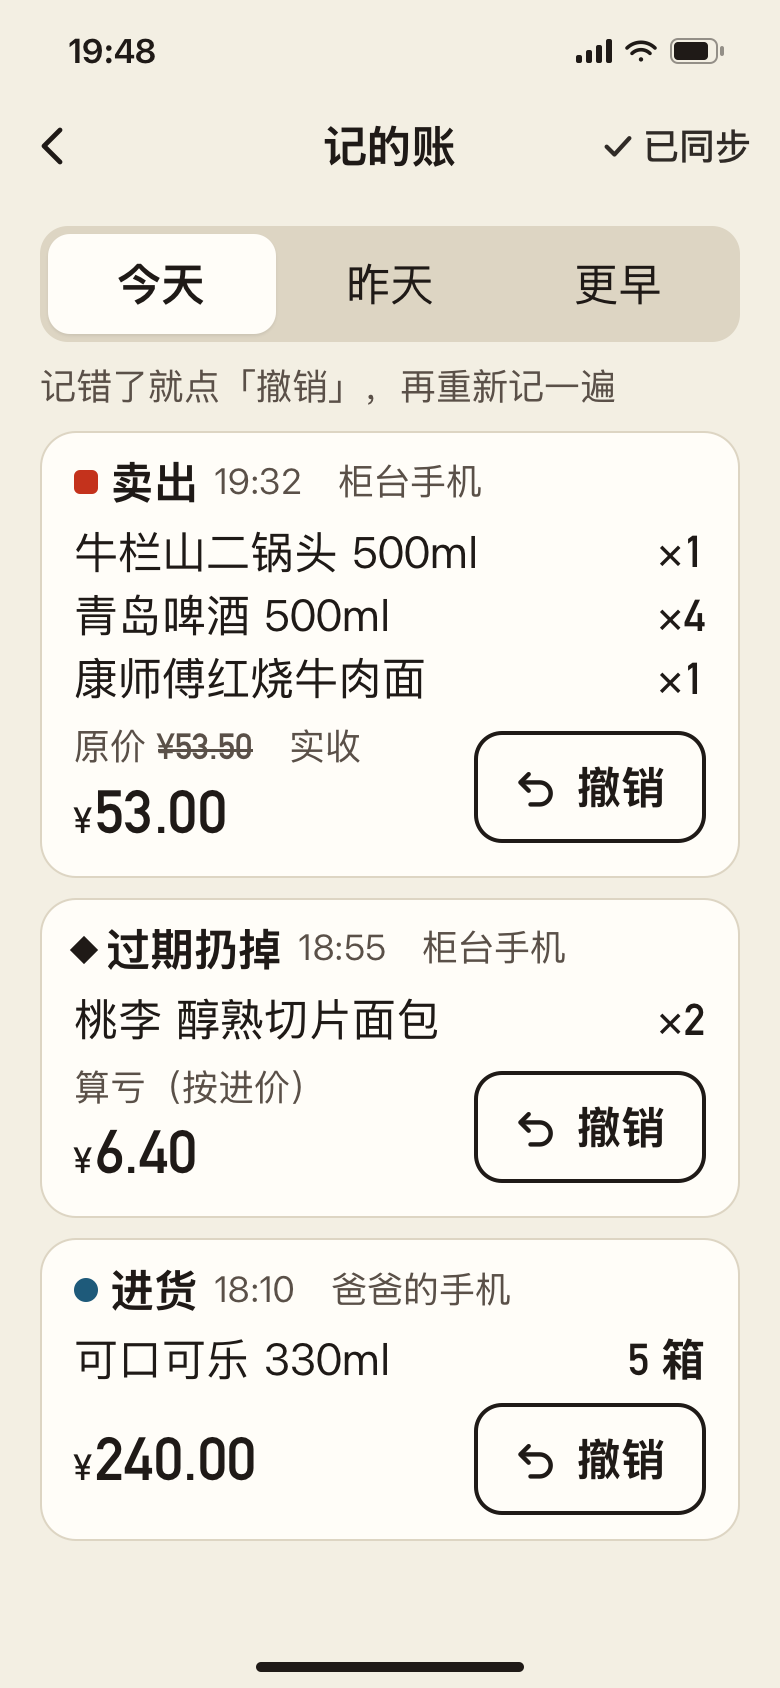 19:48
记的账
已同步
今天 昨天 更早
记错了就点「撤销」，再重新记一遍
卖出 19:32 柜台手机
牛栏山二锅头 500ml ×1
青岛啤酒 500ml ×4
康师傅红烧牛肉面 ×1
原价 ¥53.50 实收
¥53.00
撤销
过期扔掉 18:55 柜台手机
桃李 醇熟切片面包 ×2
算亏（按进价）
¥6.40
撤销
进货 18:10 爸爸的手机
可口可乐 330ml 5 箱
¥240.00
撤销